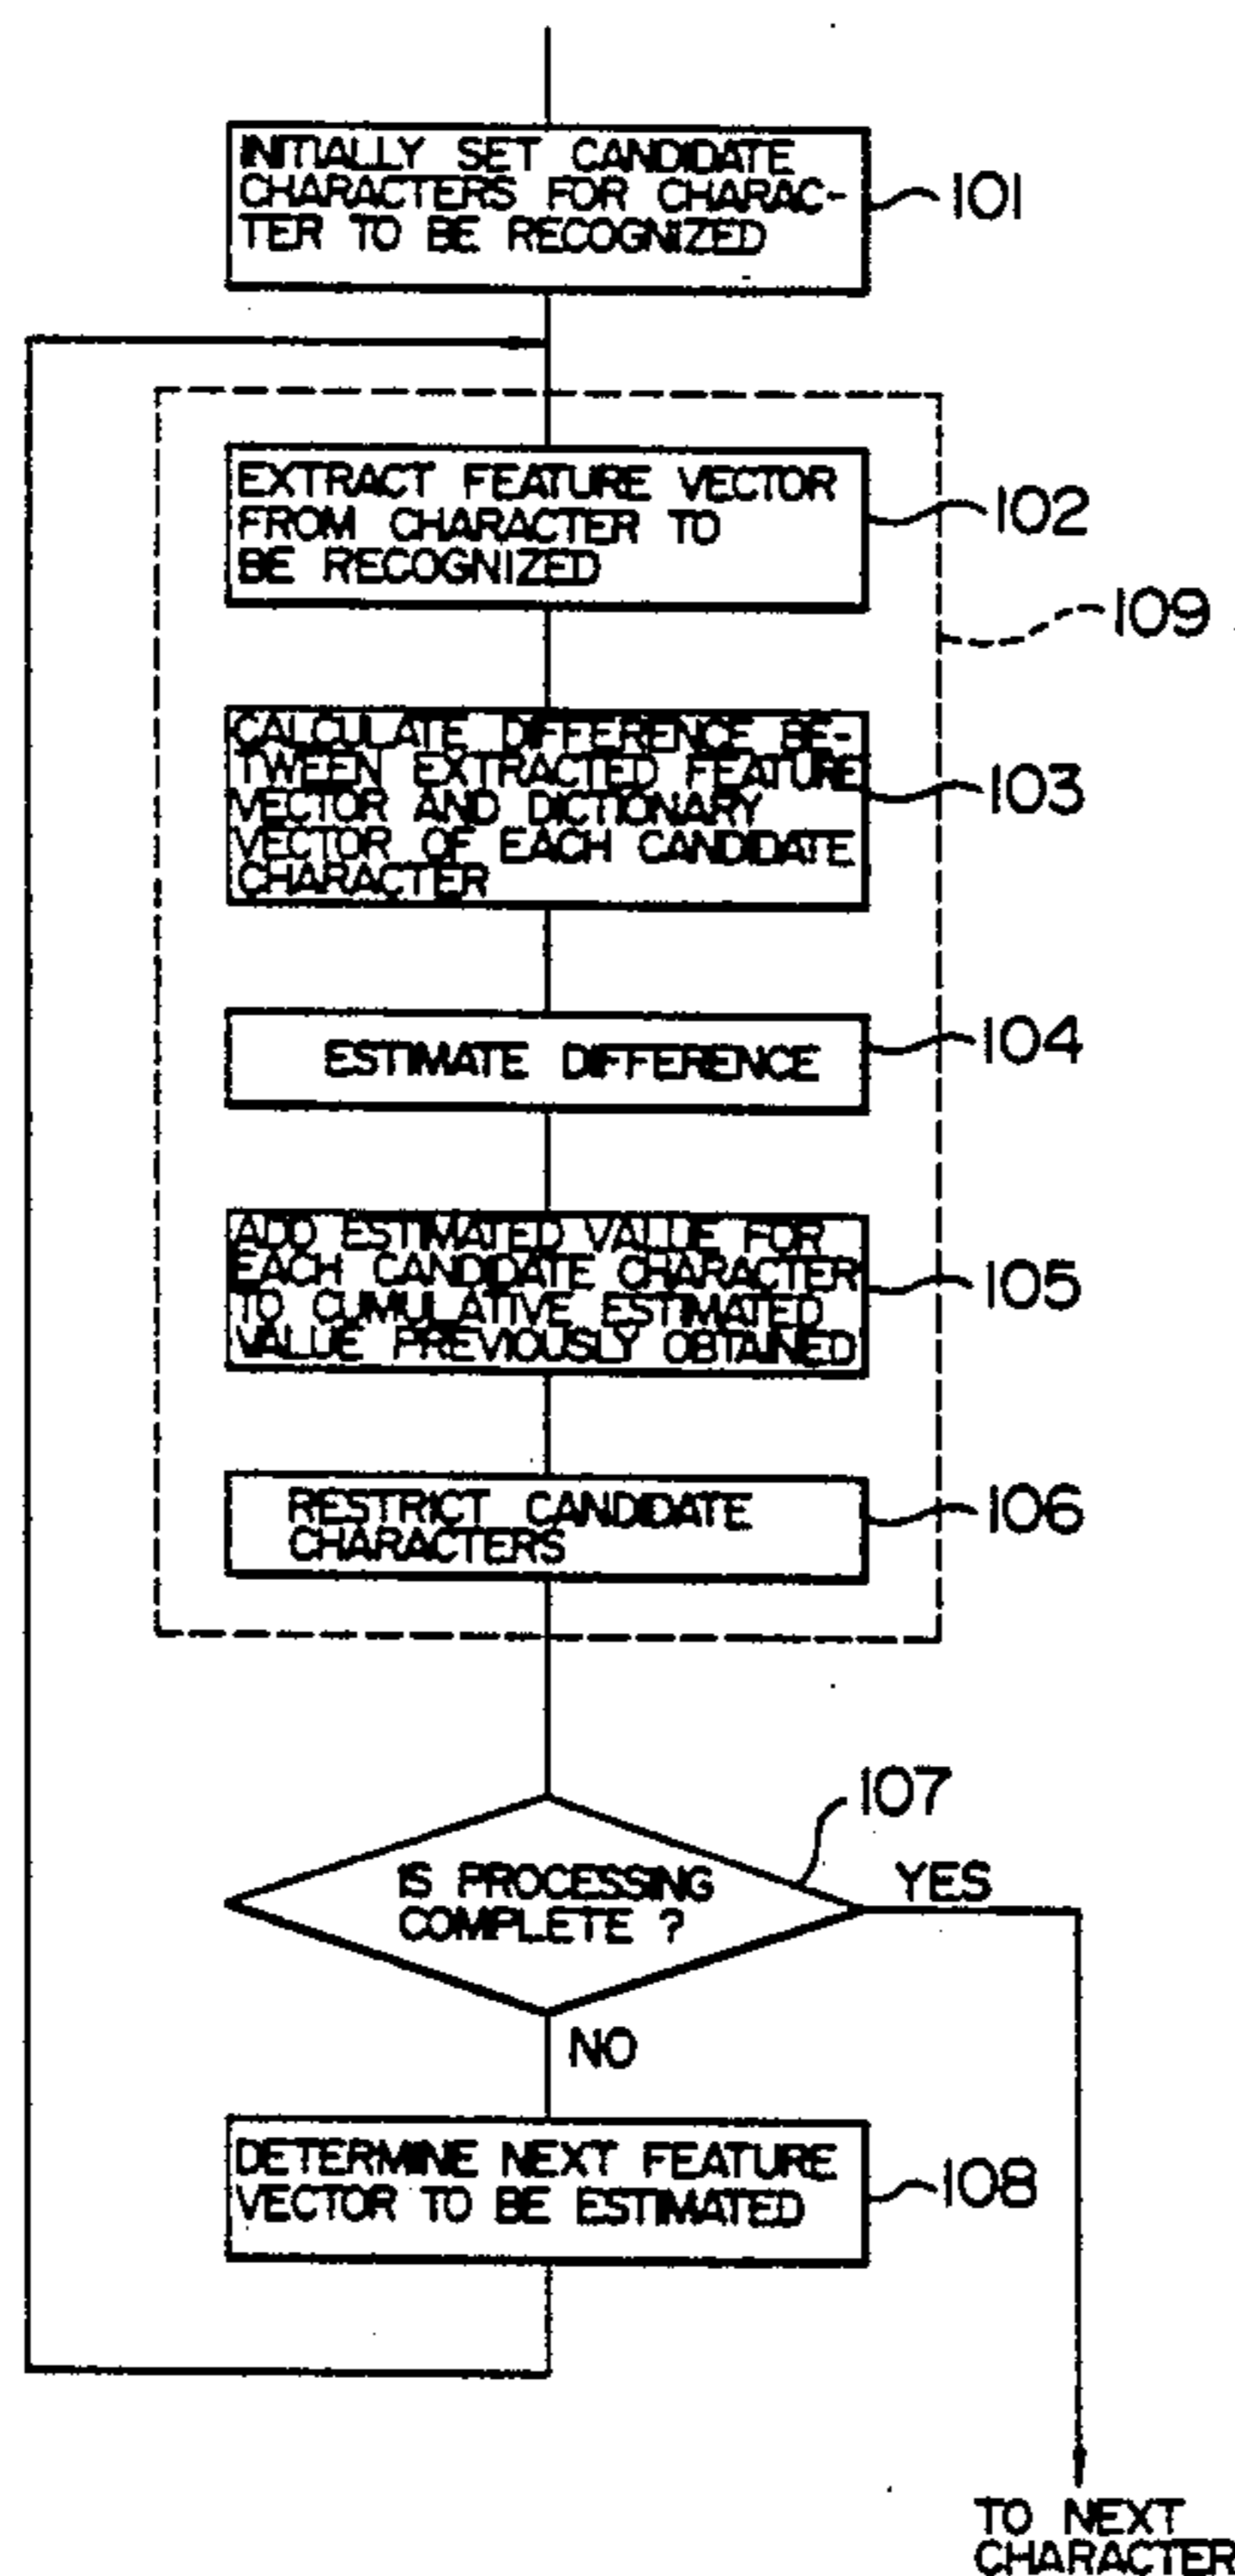 INITIALLY SET CANDIDATE
CHARACTERS FOR CHARAC-
TER TO BE RECOGNIZED
101
EXTRACT FEATURE VECTOR
FROM CHARACTER TO
BE RECOGNIZED
102
109
CALCULATE DIFFERENCE BE-
TWEEN EXTRACTED FEATURE
VECTOR AND DICTIONARY
VECTOR OF EACH CANDIDATE
CHARACTER
103
ESTIMATE DIFFERENCE
104
ADD ESTIMATED VALUE FOR
EACH CANDIDATE CHARACTER
TO CUMULATIVE ESTIMATED
VALUE PREVIOUSLY OBTAINED
105
RESTRICT CANDIDATE
CHARACTERS
106
107
IS PROCESSING
COMPLETE ?
YES
NO
DETERMINE NEXT FEATURE
VECTOR TO BE ESTIMATED
108
TO NEXT
CHARACTER